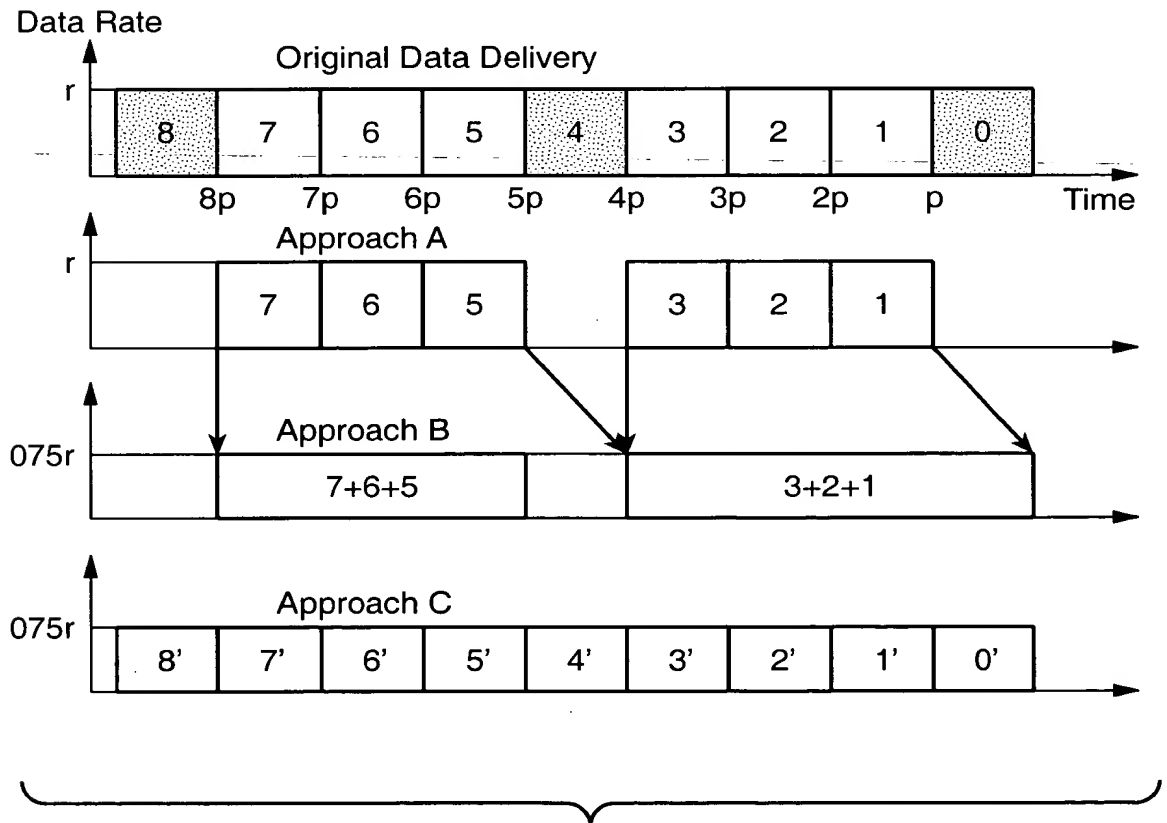 Data Rate
Original Data Delivery
r
8 7 6 5 4 3 2 1 0
8p 7p 6p 5p 4p 3p 2p p Time
Approach A
r
7 6 5 3 2 1
Approach B
075r
7+6+5 3+2+1
Approach C
075r
8' 7' 6' 5' 4' 3' 2' 1' 0'